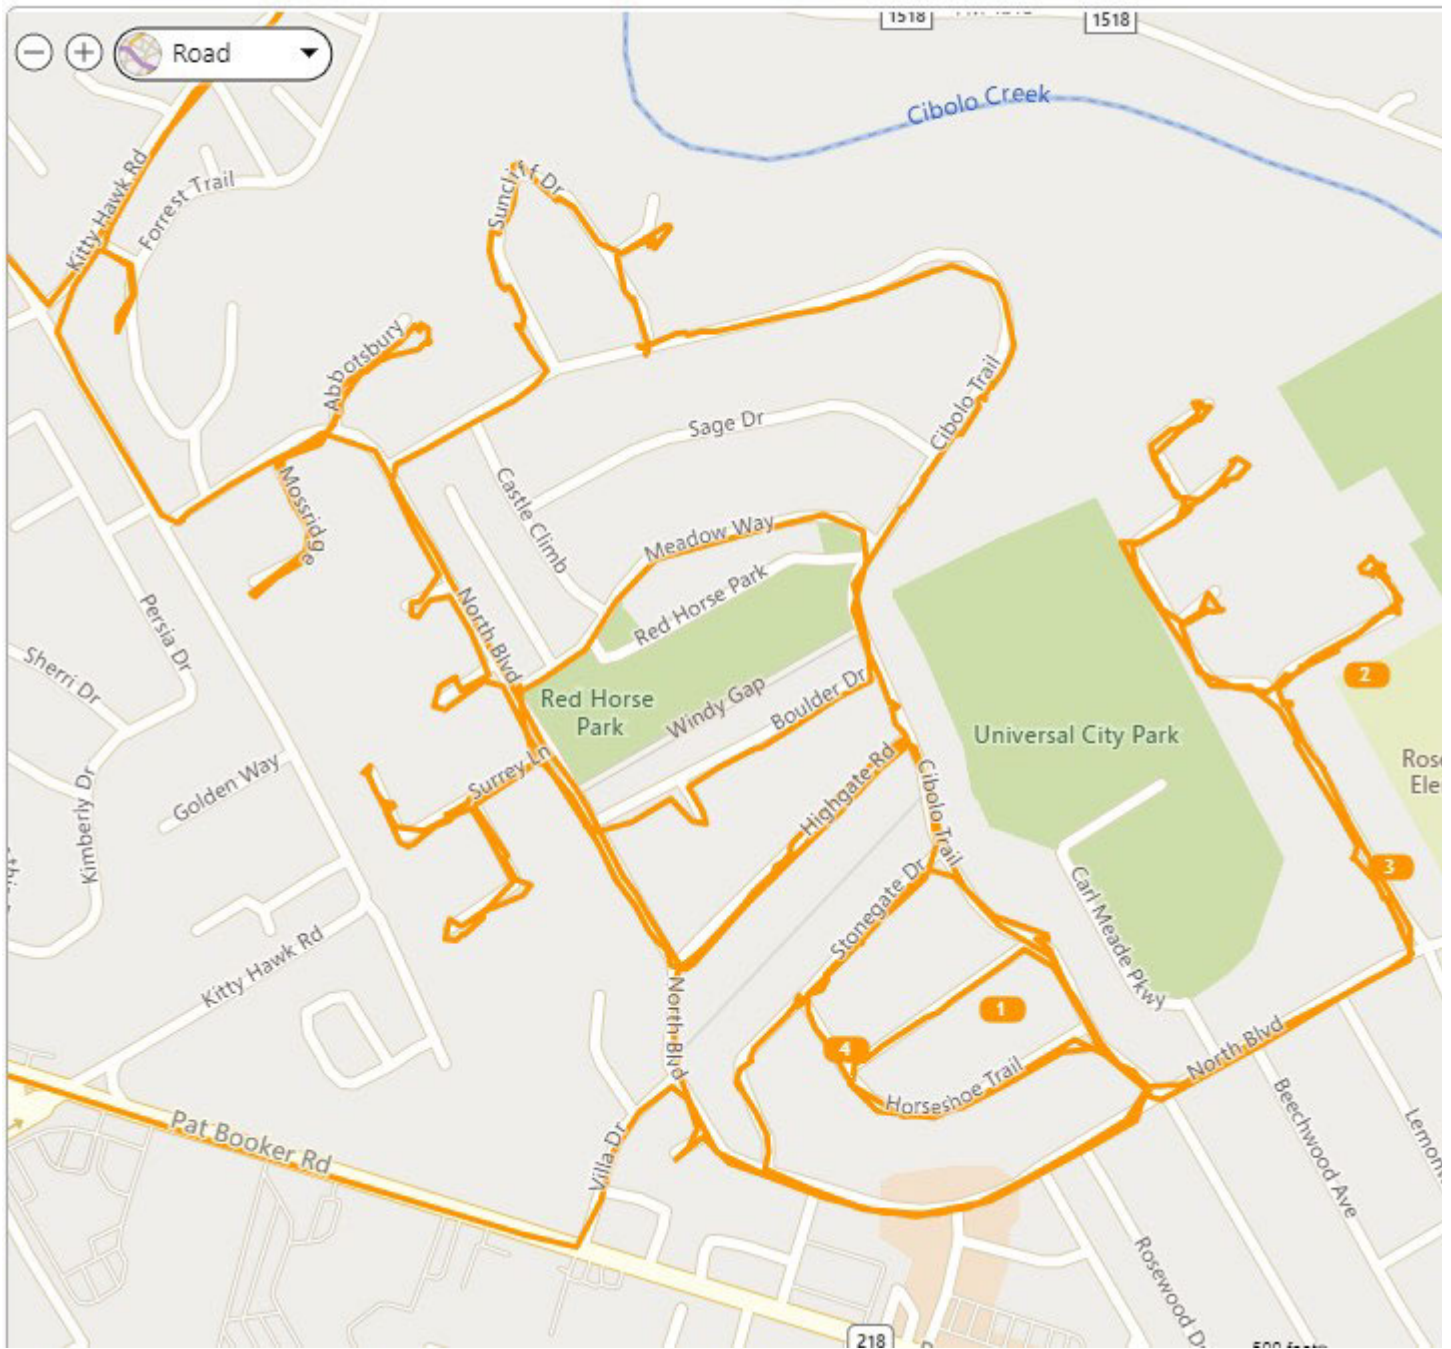 1518
1518
Road
Cibolo Creek
Kitty Hawk Rd
Forrest Trail
Suncliff Dr
Abbotsbury
Cibolo Trail
Sage Dr
Castle Climb
Mossridge
Meadow Way
Red Horse Park
North Blvd
Persia Dr
Sherri Dr
Red Horse
Park
Windy Gap
Boulder Dr
Universal City Park
2
Surrey Ln
Golden Way
Kimberly Dr
Highgate Rd
Cibolo Trail
3
Stonegate Dr
Carl Meade Pkwy
Kitty Hawk Rd
North Blvd
1
4
Horseshoe Trail
North Blvd
Beechwood Ave
Pat Booker Rd
Villa Dr
Rosewood Dr
218